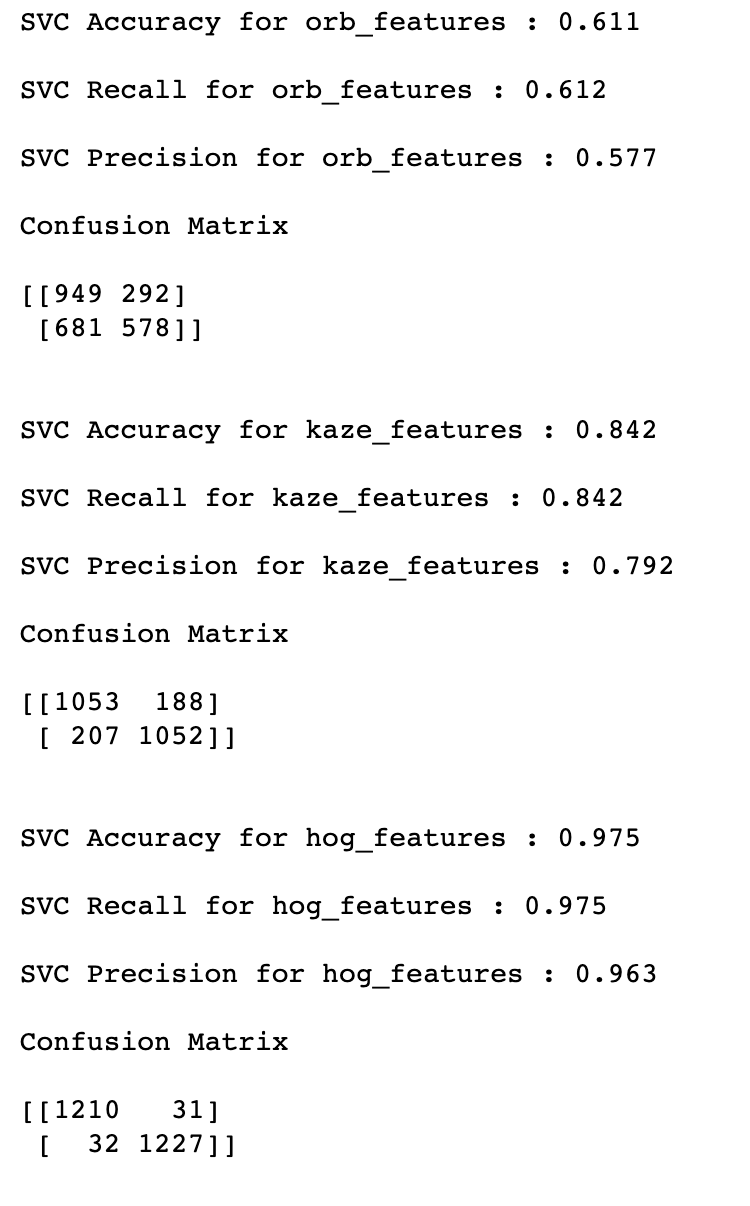 SVC Accuracy for orb_features : 0.611
SVC Recall for orb_features : 0.612
SVC Precision for orb_features : 0.577
Confusion Matrix
[[949 292]
 [681 578]]
SVC Accuracy for kaze_features : 0.842
SVC Recall for kaze_features : 0.842
SVC Precision for kaze_features : 0.792
Confusion Matrix
[[1053  188]
 [ 207 1052]]
SVC Accuracy for hog_features : 0.975
SVC Recall for hog_features : 0.975
SVC Precision for hog_features : 0.963
Confusion Matrix
[[1210   31]
 [  32 1227]]